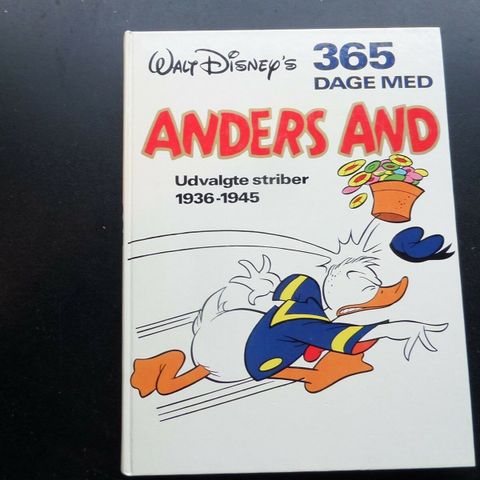 WALT DISNEY'S 365
DAGE MED
ANDERS AND
Udvalgte striber
1936-1945